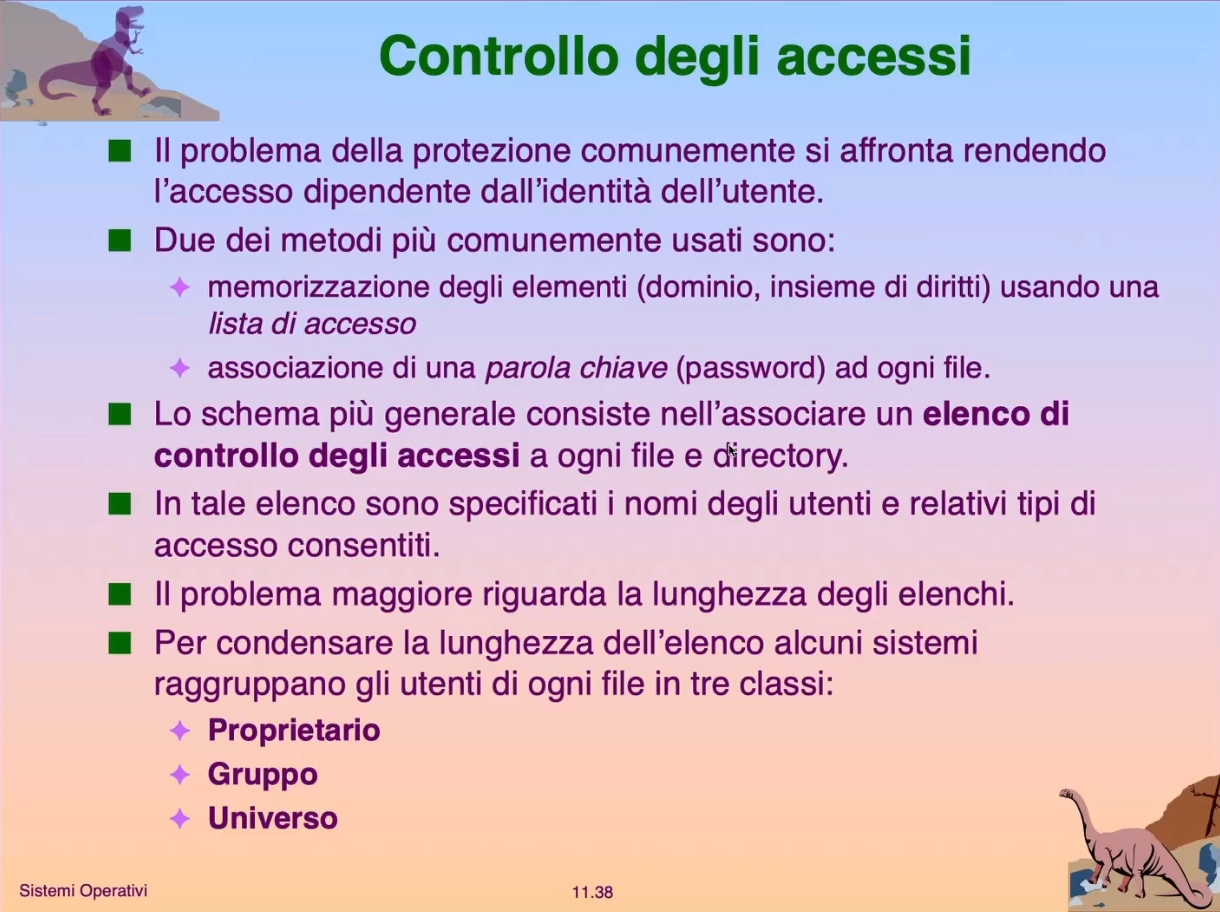 Controllo degli accessi
Il problema della protezione comunemente si affronta rendendo
l’accesso dipendente dall’identità dell’utente.
Due dei metodi più comunemente usati sono:
memorizzazione degli elementi (dominio, insieme di diritti) usando una
lista di accesso
associazione di una parola chiave (password) ad ogni file.
Lo schema più generale consiste nell’associare un elenco di
controllo degli accessi a ogni file e directory.
In tale elenco sono specificati i nomi degli utenti e relativi tipi di
accesso consentiti.
Il problema maggiore riguarda la lunghezza degli elenchi.
Per condensare la lunghezza dell’elenco alcuni sistemi
raggruppano gli utenti di ogni file in tre classi:
Proprietario
Gruppo
Universo
Sistemi Operativi
11.38